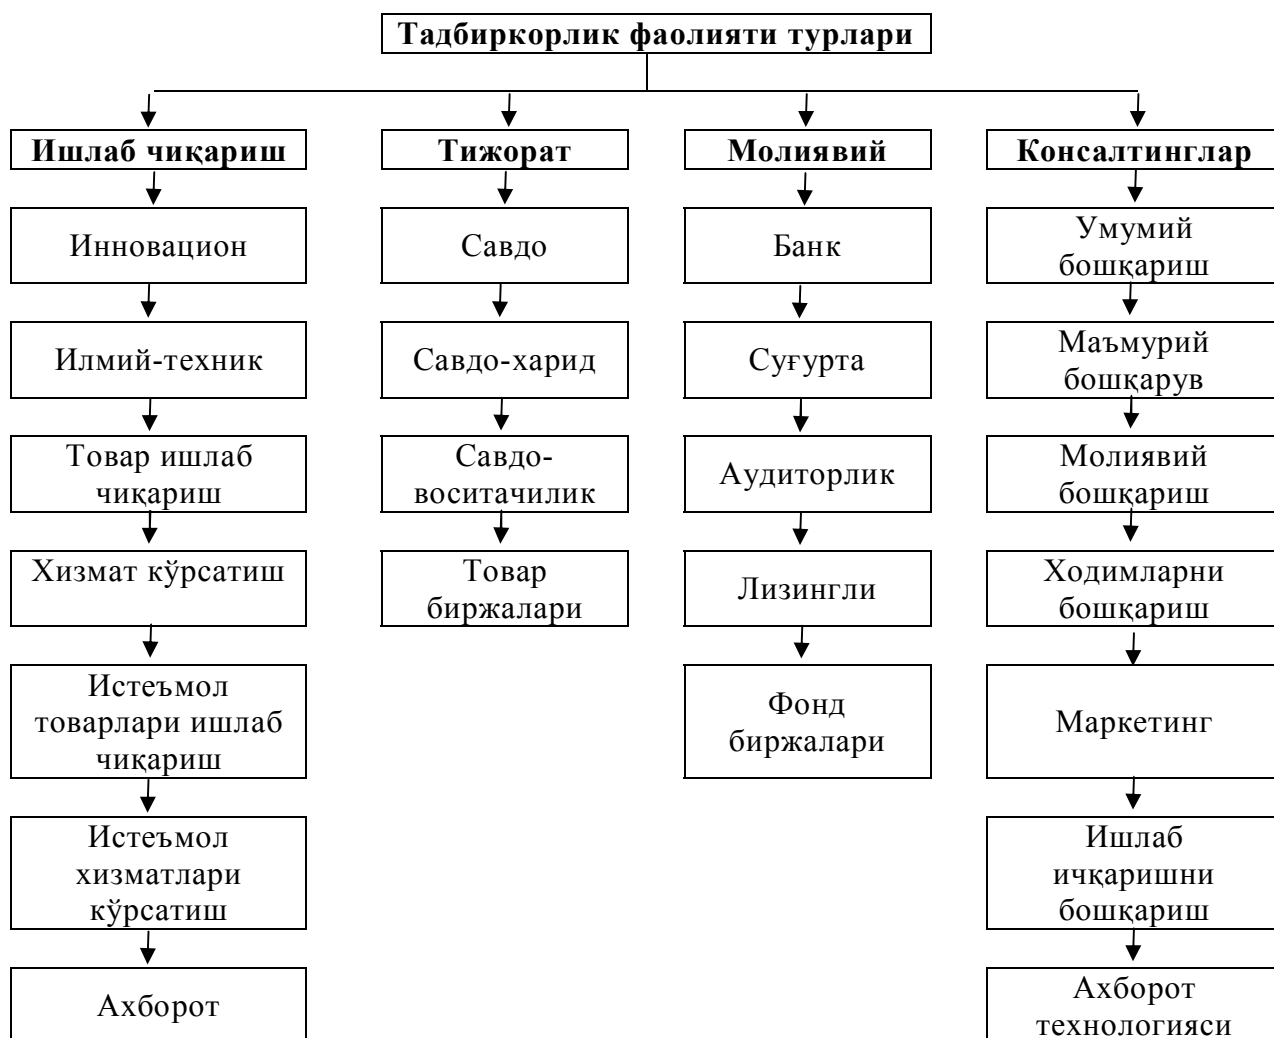 Тадбиркорлик фаолияти турлари
Ишлаб чиқариш
Тижорат
Молиявий
Консалтинглар
Инновацион
Савдо
Банк
Умумий
бошқариш
Илмий-техник
Савдо-харид
Суғурта
Маъмурий
бошқарув
Товар ишлаб
чиқариш
Савдо-
воситачилик
Аудиторлик
Молиявий
бошқариш
Хизмат кўрсатиш
Товар
биржалари
Лизингли
Ходимларни
бошқариш
Истеъмол
товарлари ишлаб
чиқариш
Фонд
биржалари
Маркетинг
Истеъмол
хизматлари
кўрсатиш
Ишлаб
ичқаришни
бошқариш
Ахборот
Ахборот
технологияси